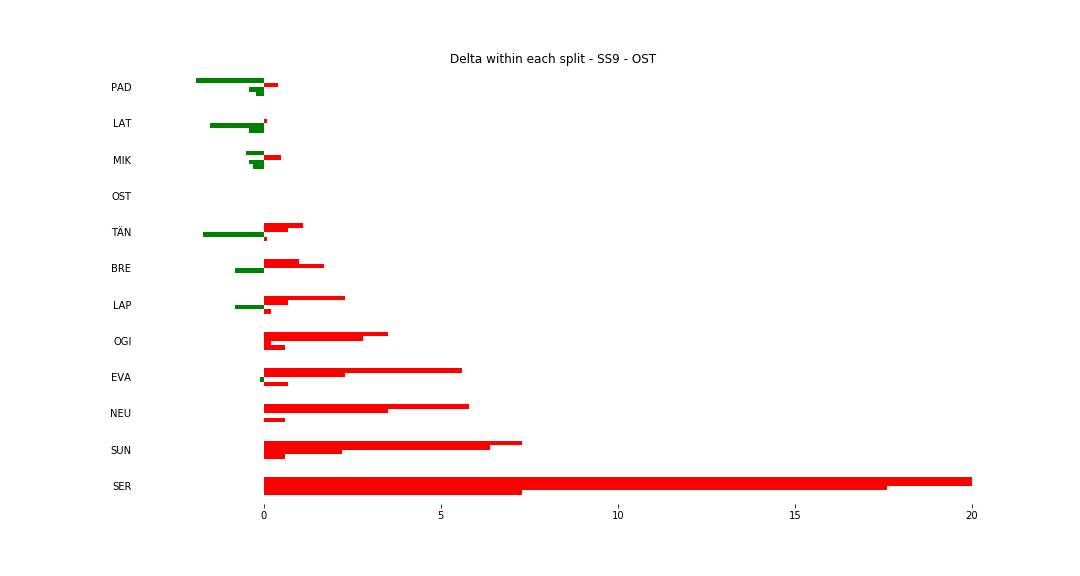 Delta within each split - SS9 - OST
PAD
LAT
MIK
OST
TÄN
BRE
LAP
OGI
EVA
NEU
SUN
SER
0 5 10 15 20